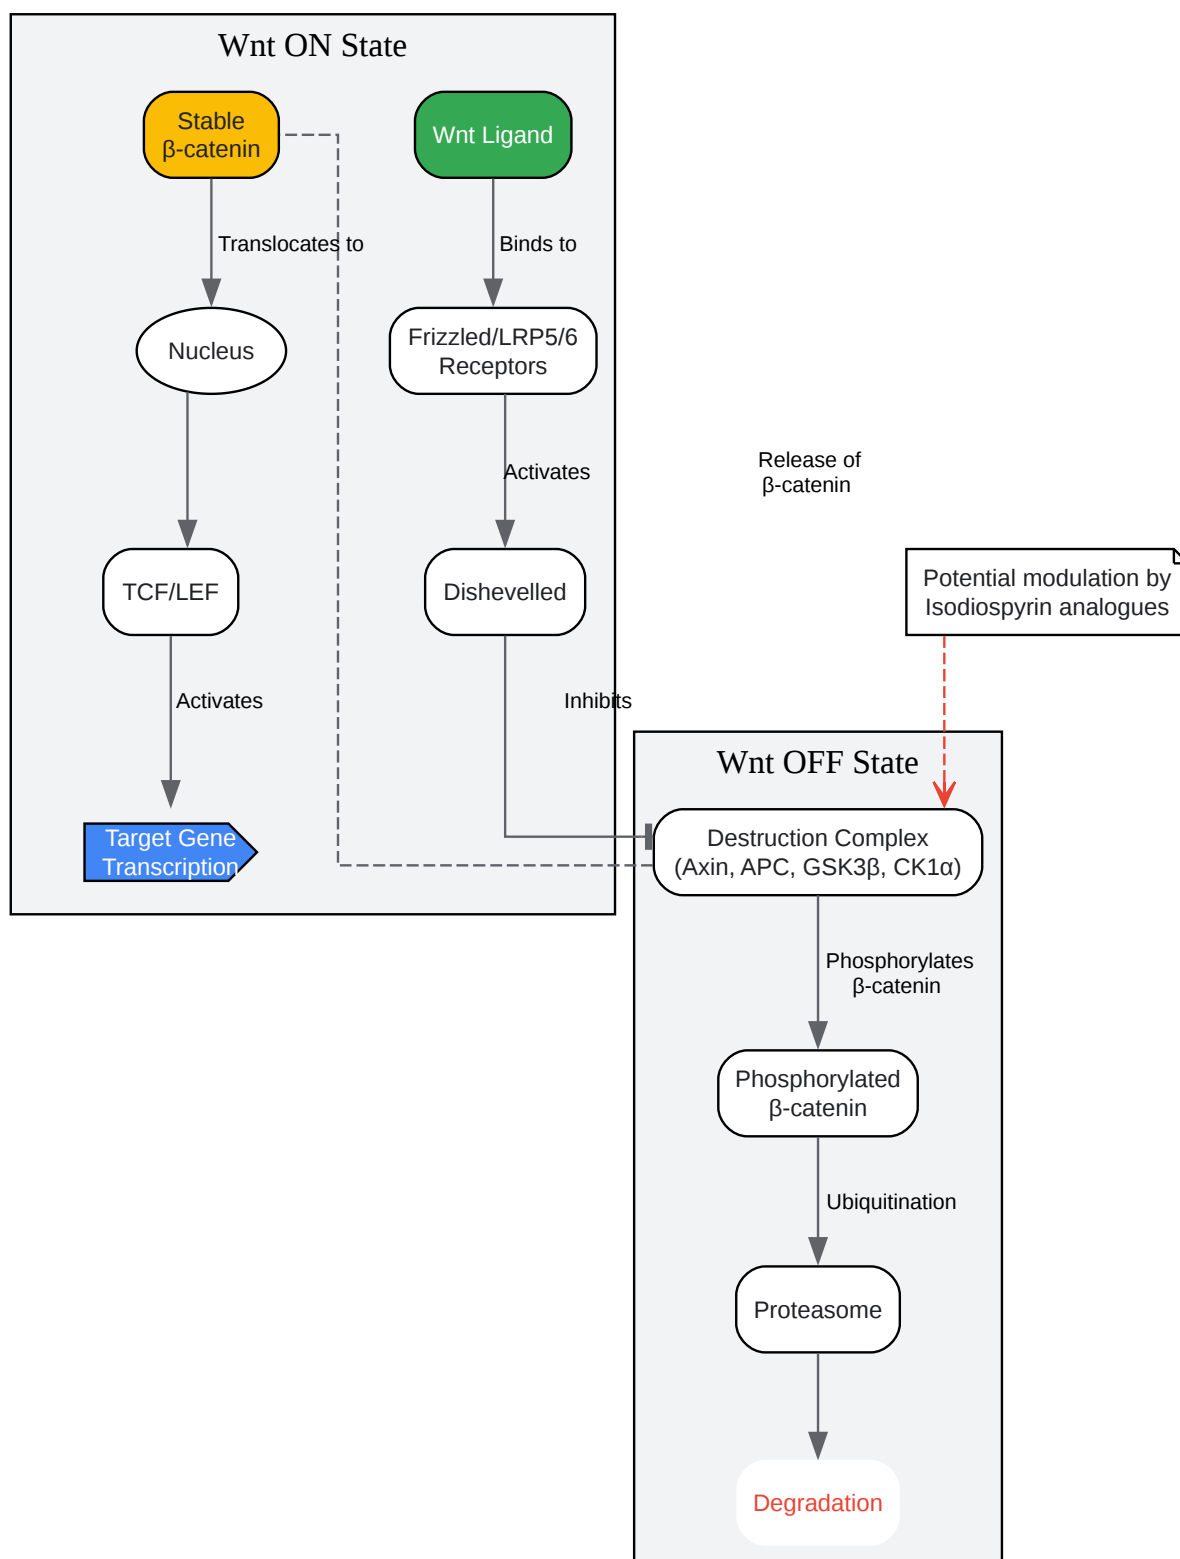 Wnt ON State
Stable
β-catenin
Wnt Ligand
Translocates to
Binds to
Nucleus
Frizzled/LRP5/6
Receptors
Activates
Release of
β-catenin
TCF/LEF
Dishevelled
Potential modulation by
Isodiospyrin analogues
Activates
Inhibits
Wnt OFF State
Target Gene
Transcription
Destruction Complex
(Axin, APC, GSK3β, CK1α)
Phosphorylates
β-catenin
Phosphorylated
β-catenin
Ubiquitination
Proteasome
Degradation